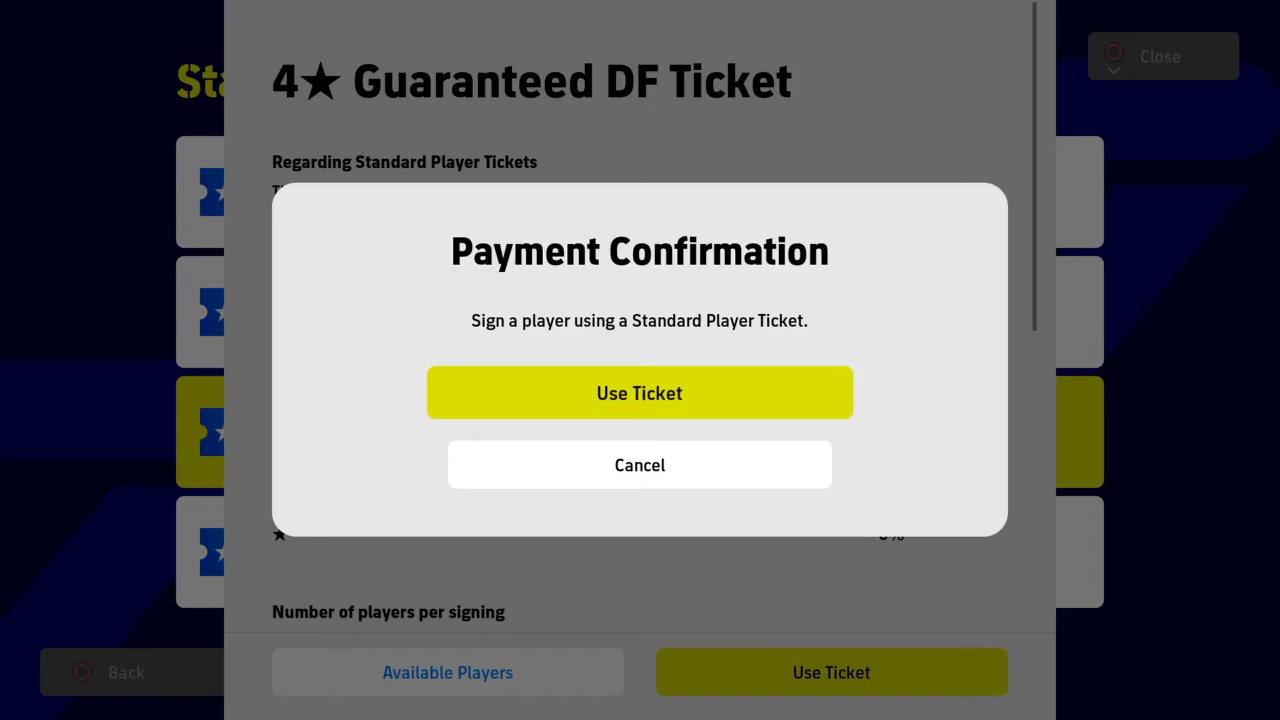 4★ Guaranteed DF Ticket
Close
Regarding Standard Player Tickets
Payment Confirmation
Sign a player using a Standard Player Ticket.
Use Ticket
Cancel
★
Number of players per signing
Back
Available Players
Use Ticket